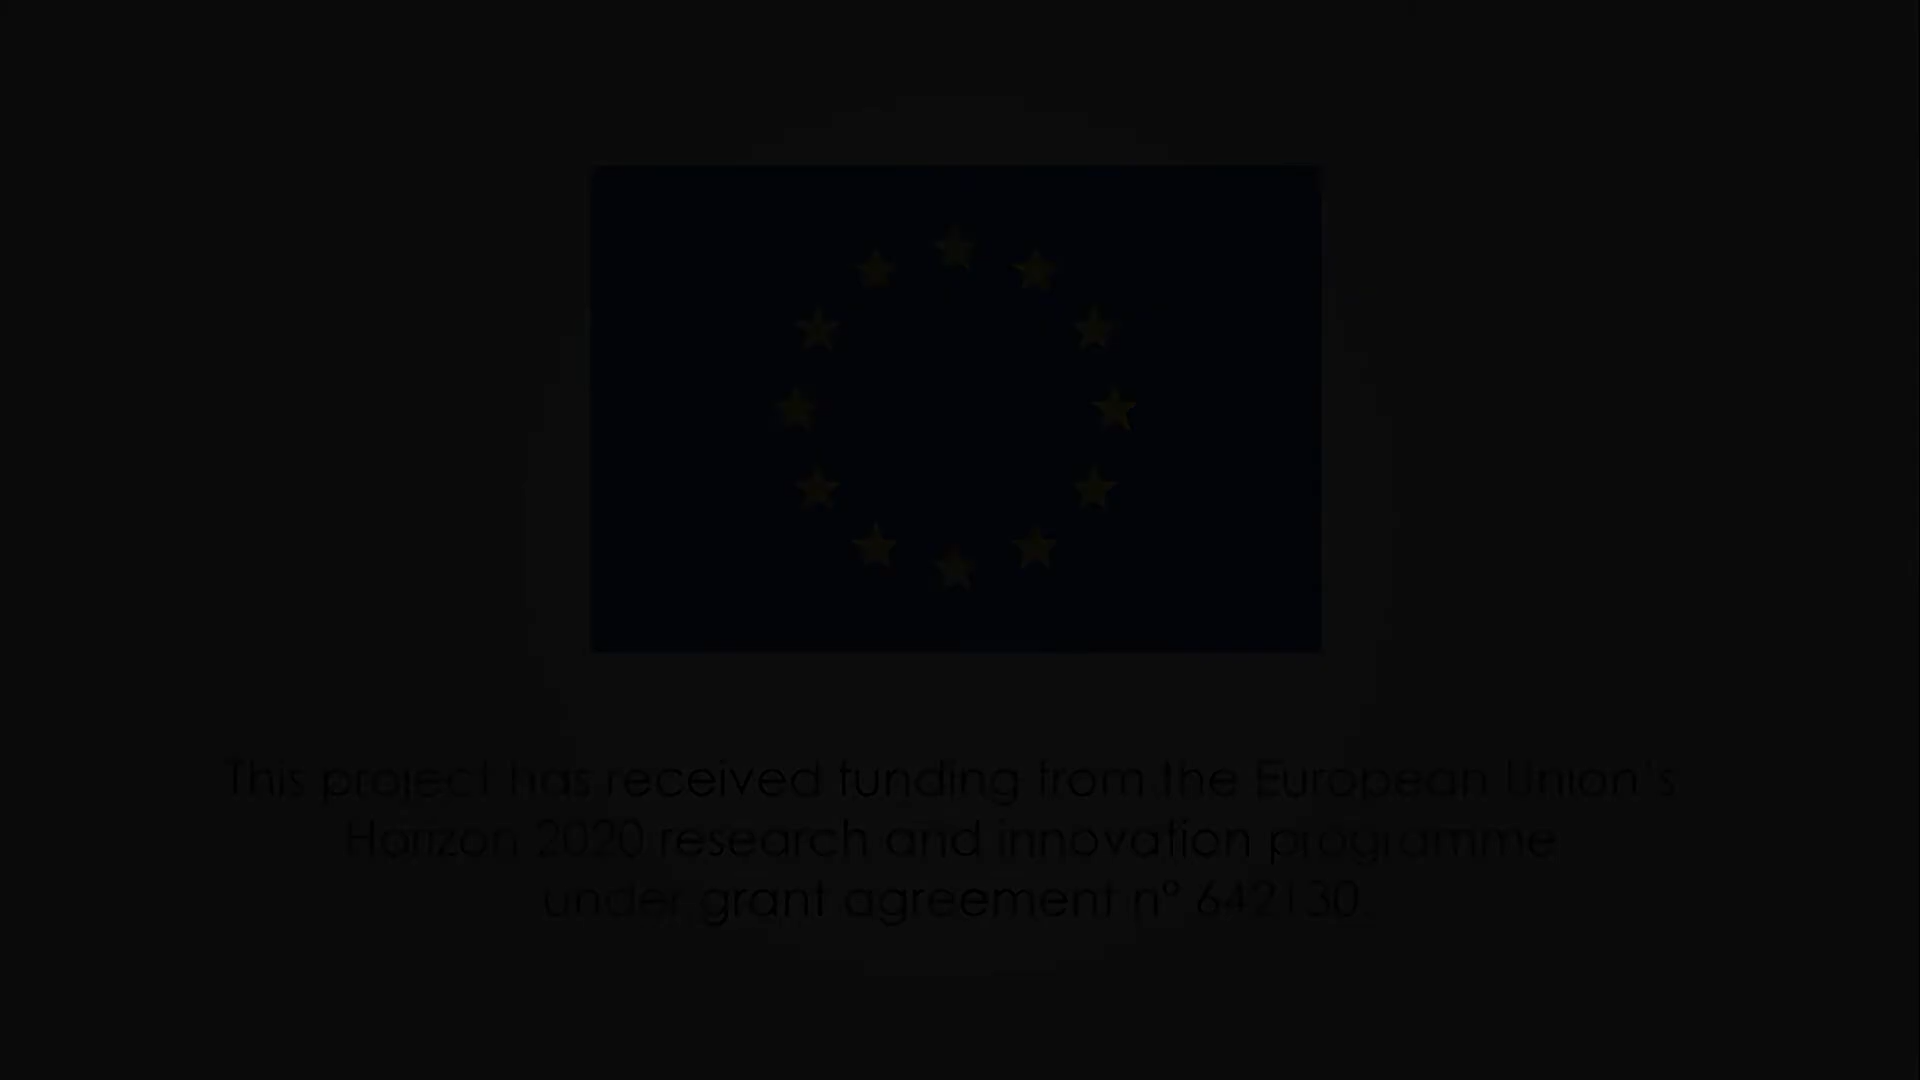 This project has received funding from the European Union's
Horizon 2020 research and innovation programme
under grant agreement nº 642130.